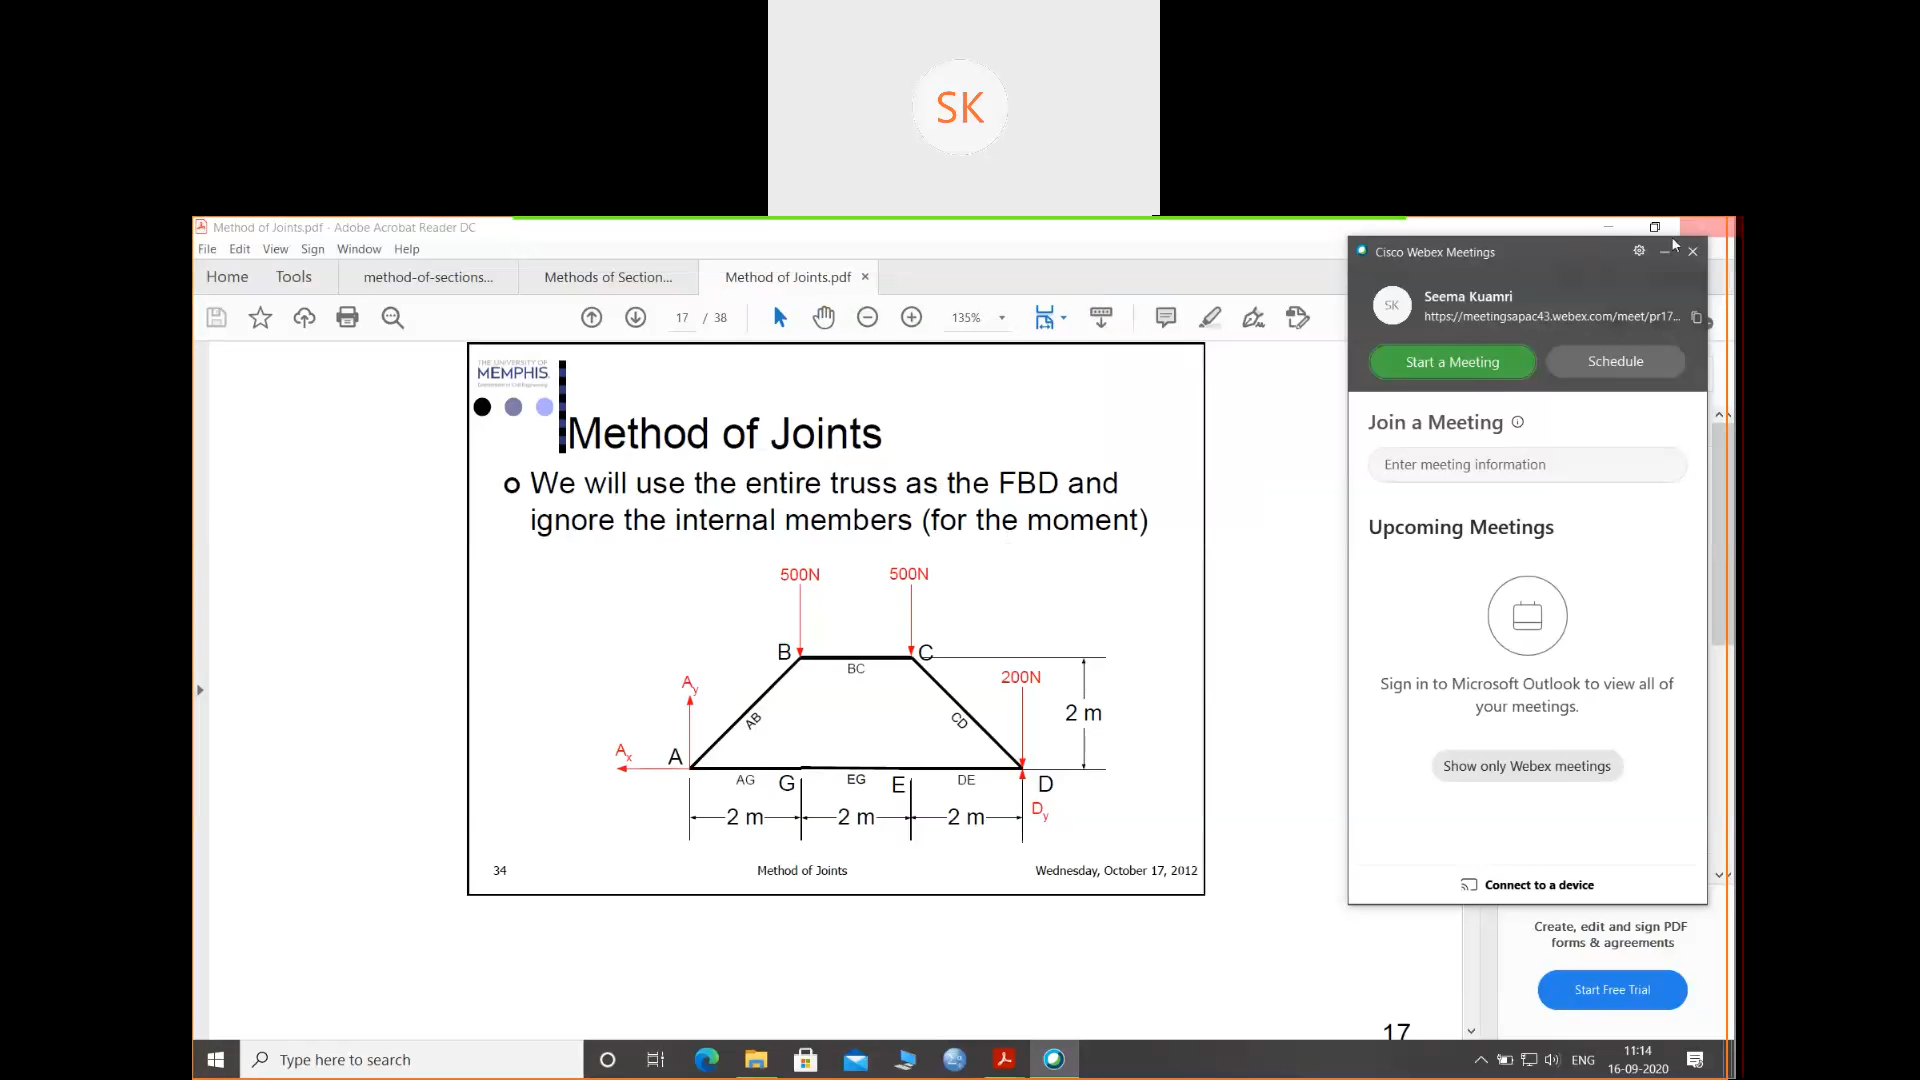 SK
Method of Joints.pdf - Adobe Acrobat Reader DC
File Edit View Sign Window Help
Home Tools method-of-sections... Methods of Section... Method of Joints.pdf ×
17 / 38 135%
THE UNIVERSITY OF
MEMPHIS
Method of Joints
We will use the entire truss as the FBD and
ignore the internal members (for the moment)
500N 500N
B C
BC
200N
Ay
AB CD
2 m
Ax
A
AG G EG E DE D
2 m 2 m 2 m
Dy
34 Method of Joints Wednesday, October 17, 2012
17
Cisco Webex Meetings
SK
Seema Kuamri
https://meetingsapac43.webex.com/meet/pr17...
Start a Meeting Schedule
Join a Meeting
Enter meeting information
Upcoming Meetings
Sign in to Microsoft Outlook to view all of
your meetings.
Show only Webex meetings
Connect to a device
Create, edit and sign PDF
forms & agreements
Start Free Trial
Type here to search
ENG
11:14
16-09-2020